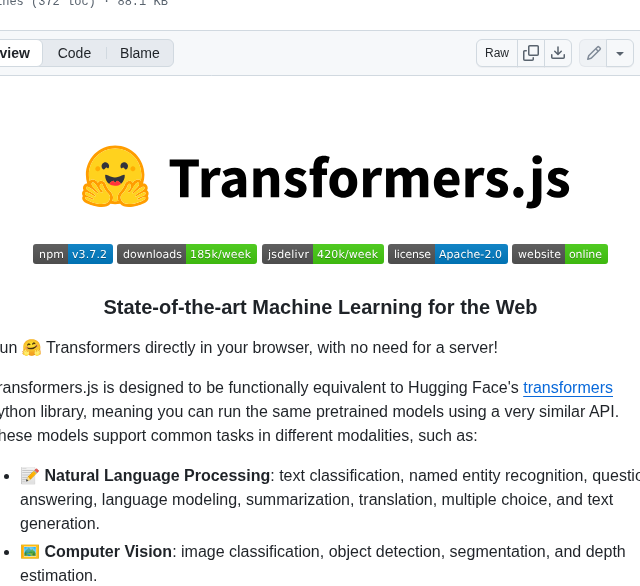 (372 loc) · 88.1 KB
view Code Blame Raw
Transformers.js
npm v3.7.2 downloads 185k/week jsdelivr 420k/week license Apache-2.0 website online
State-of-the-art Machine Learning for the Web
un 🤗 Transformers directly in your browser, with no need for a server!
ransformers.js is designed to be functionally equivalent to Hugging Face's transformers
ython library, meaning you can run the same pretrained models using a very similar API.
hese models support common tasks in different modalities, such as:
• 📝 Natural Language Processing: text classification, named entity recognition, questio
answering, language modeling, summarization, translation, multiple choice, and text
generation.
• 🖼️ Computer Vision: image classification, object detection, segmentation, and depth
estimation.